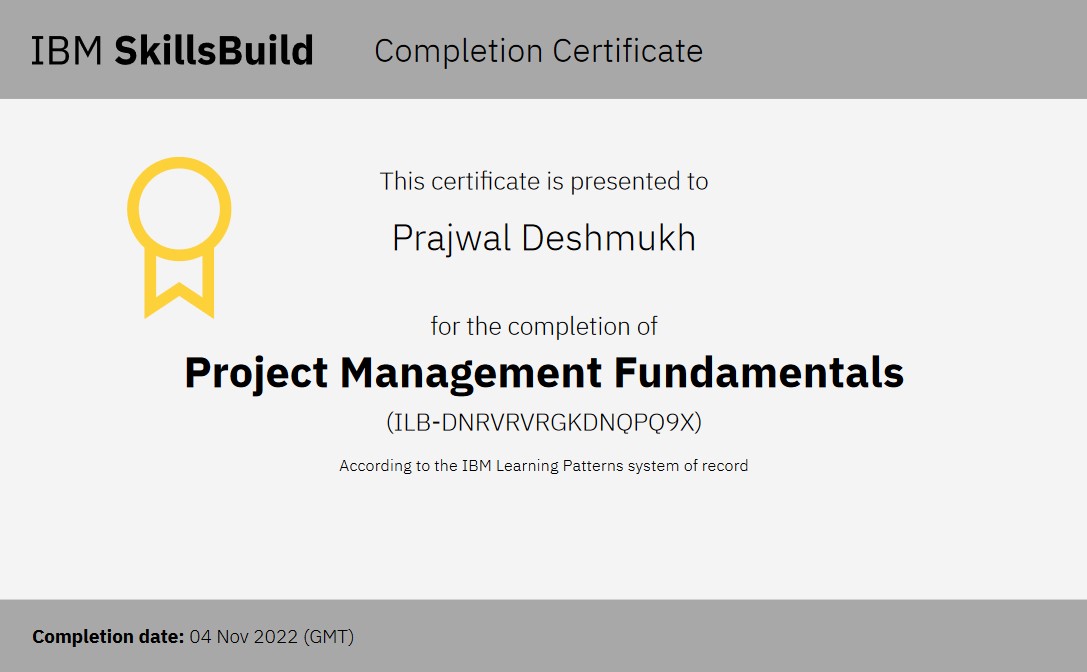 IBM SkillsBuild Completion Certificate
This certificate is presented to
Prajwal Deshmukh
for the completion of
Project Management Fundamentals
(ILB-DNRVRVRGKDNQPQ9X)
According to the IBM Learning Patterns system of record
Completion date: 04 Nov 2022 (GMT)